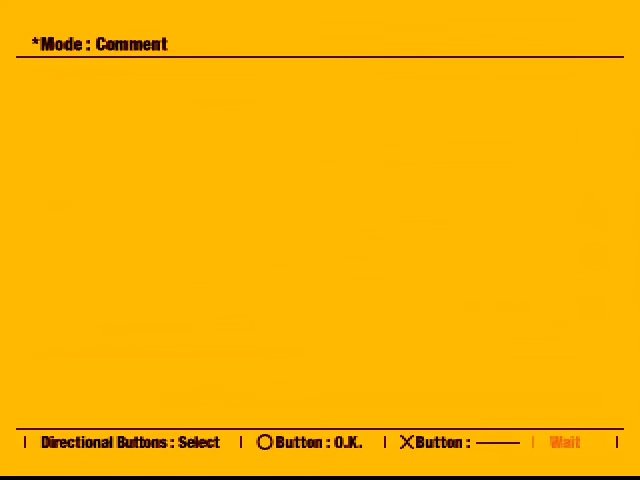 *Mode : Comment
| Directional Buttons : Select | ○Button : O.K. | ×Button : —— | Wait |